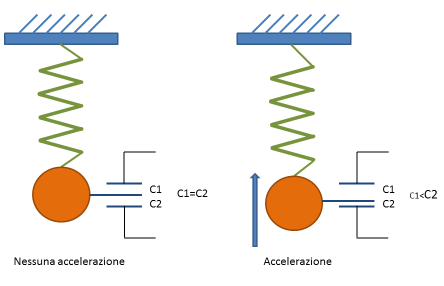 C1
C2
C1=C2
Nessuna accelerazione
C1
C2
C1<C2
Accelerazione